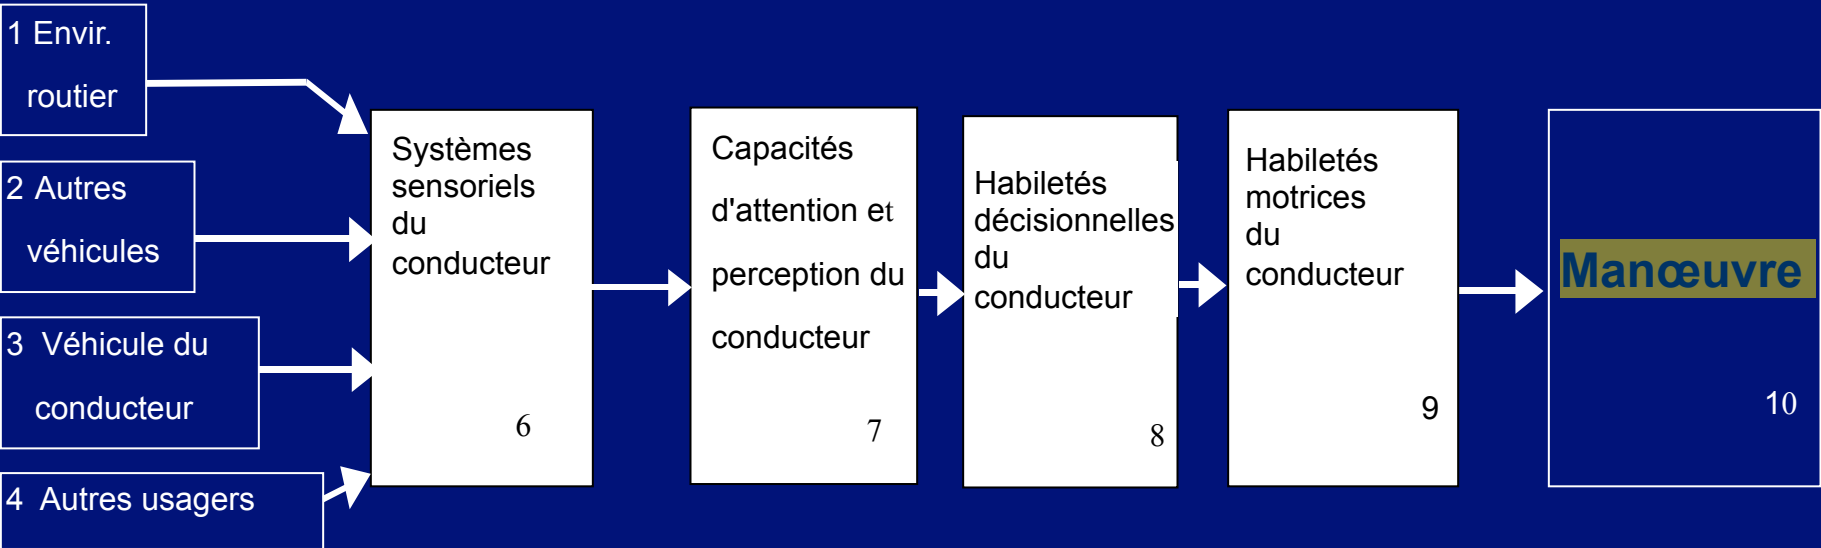 1 Envir.
routier
2 Autres
véhicules
3 Véhicule du
conducteur
4 Autres usagers
Systèmes
sensoriels
du
conducteur
6
Capacités
d'attention et
perception du
conducteur
7
Habiletés
décisionnelles
du
conducteur
8
Habiletés
motrices
du
conducteur
9
Manœuvre
10